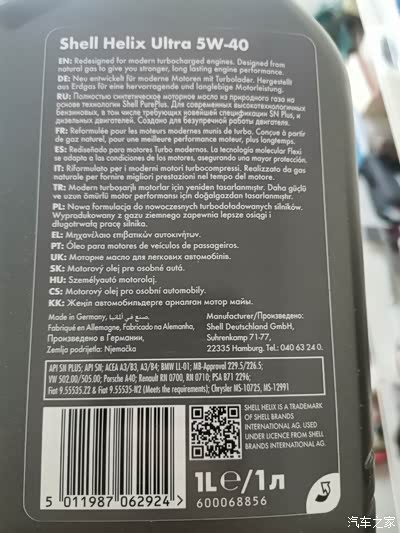 Shell Helix Ultra 5W-40
EN: Redesigned for modern turbocharged engines. Designed from
natural gas to give you stronger, long lasting engine performance.
DE: Neu entwickelt für moderne Motoren mit Turbolader. Hergestellt
aus Erdgas für eine hervorragende und langlebige Motorleistung.
RU: Полностью синтетическое моторное масло из природного газа на
основе технологии Shell PurePlus. Для современных высокотехнологичных
бензиновых, в том числе требующих новейшей спецификации SN Plus, и
дизельных двигателей. Создано для безупречной работы двигателя.
FR: Reformulée pour les moteurs modernes munis de turbo. Conçue à partir
de gaz naturel, pour une meilleure performance moteur, plus longtemps.
ES: Rediseñado para motores Turbo modernos. La tecnología molecular Flexi
se adapta a las condiciones de los motores, asegurando una mayor protección.
IT: Riformulato per i moderni motori turbocompressi. Realizzato da gas
naturale per fornire migliori prestazioni nel tempo del motore.
TR: Modern turboşarjlı motorlar için yeniden tasarlanmıştır. Daha güçlü
ve uzun ömürlü motor performansı için doğalgazdan tasarlanmıştır.
PL: Nowa formulacja do nowoczesnych turbodoładowanych silników.
Wyprodukowany z gazu ziemnego zapewnia lepsze osiągi i
długotrwałą pracę silnika.
EL: Μηχανέλαιο επιβατικών αυτοκινήτων.
PT: Óleo para motores de veículos de passageiros.
UK: Моторне масло для легкових автомобілей.
SK: Motorový olej pre osobné autá.
HU: Személyautó motorolaj.
CS: Motorový olej pro osobní automobily.
KK: Жеңіл автомобильдерге арналған мотор майы.
Made in Germany, صنع في ألمانيا,
Fabriqué en Allemagne, Fabricado na Alemanha,
Произведено в Германии
Zemlja podrijetla: Njemačka
Manufacturer/Произведено:
Shell Deutschland GmbH,
Suhrenkamp 71-77,
22335 Hamburg. Tel.: 040 63 24 0.
API SN PLUS; API SN; ACEA A3/B3, A3/B4; BMW LL-01; MB-Approval 229.5/226.5;
VW 502.00/505.00; Porsche A40; Renault RN 0700, RN 0710; PSA B71 2296;
Fiat 9.55535.Z2 & Fiat 9.55535-N2 (Meets the requirements); Chrysler MS-10725, MS-12991
5 011987 062924
1L e/1л
600068856
SHELL HELIX IS A TRADEMARK
OF SHELL BRANDS
INTERNATIONAL AG. USED
UNDER LICENCE FROM SHELL
BRANDS INTERNATIONAL AG.
汽车之家